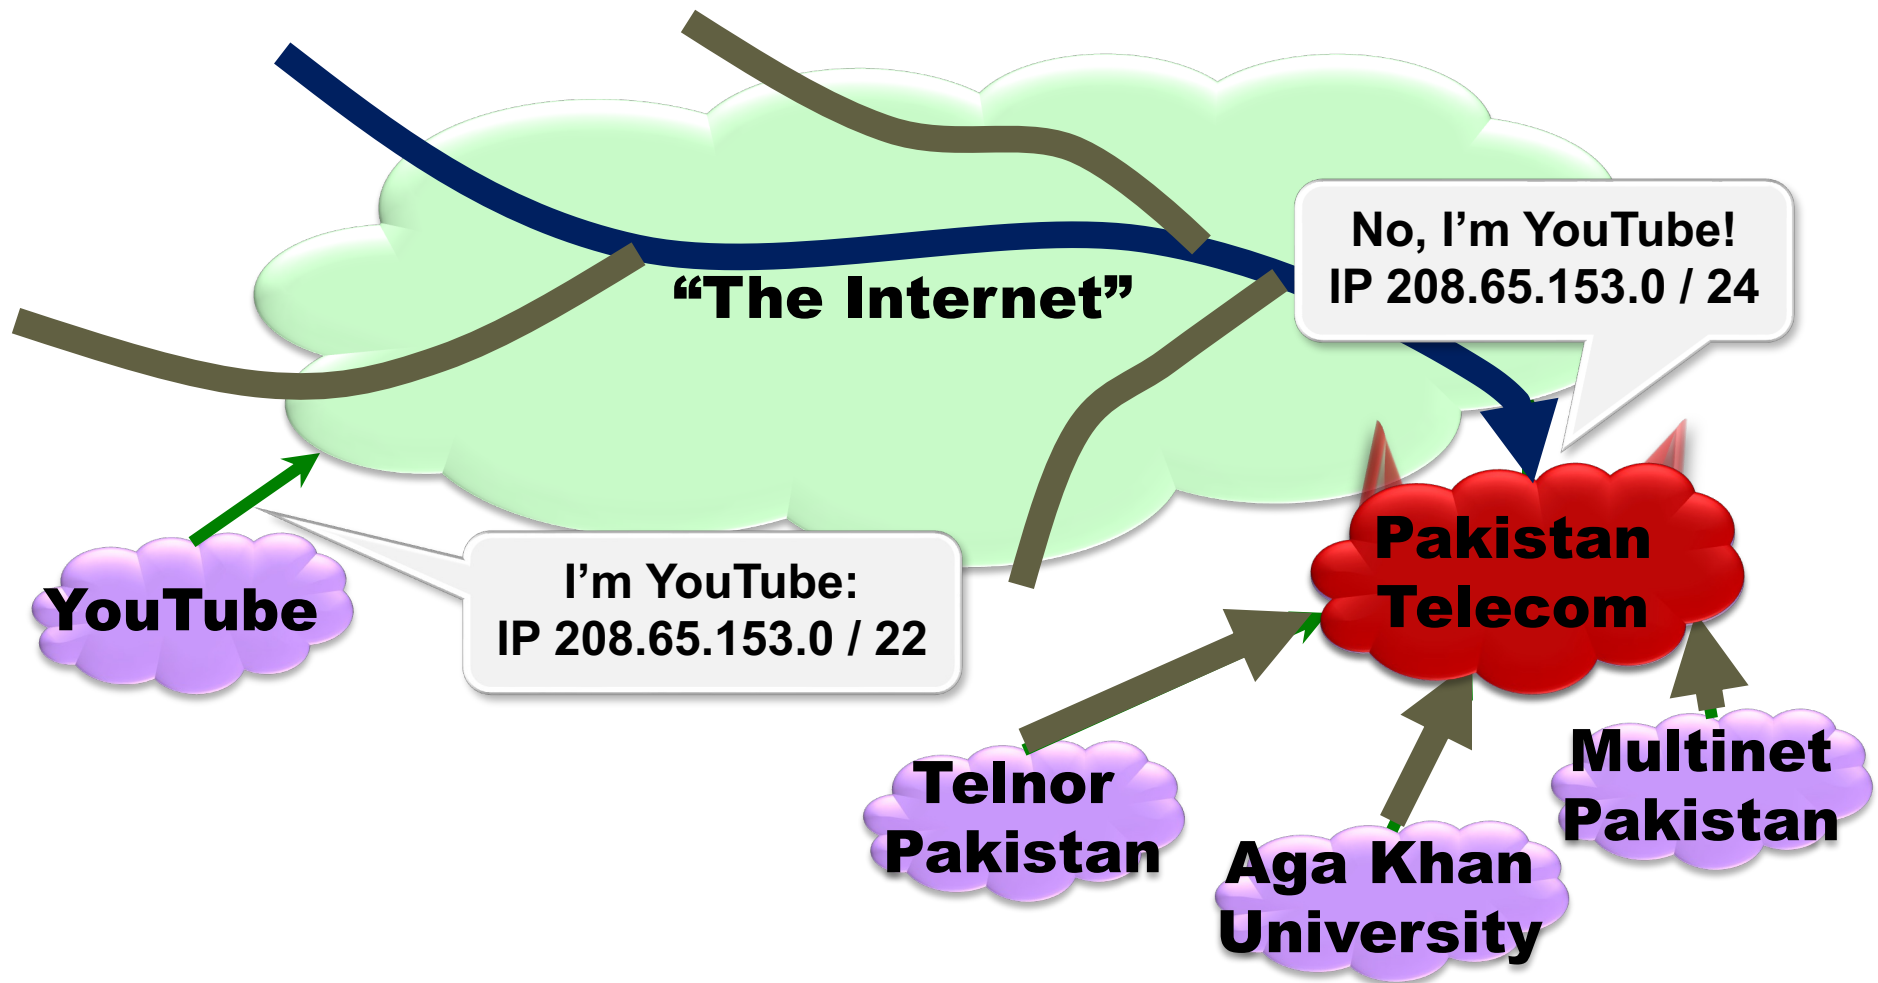 No, I’m YouTube!
IP 208.65.153.0 / 24
“The Internet”
I’m YouTube:
IP 208.65.153.0 / 22
YouTube
Pakistan
Telecom
Telnor
Pakistan
Aga Khan
University
Multinet
Pakistan